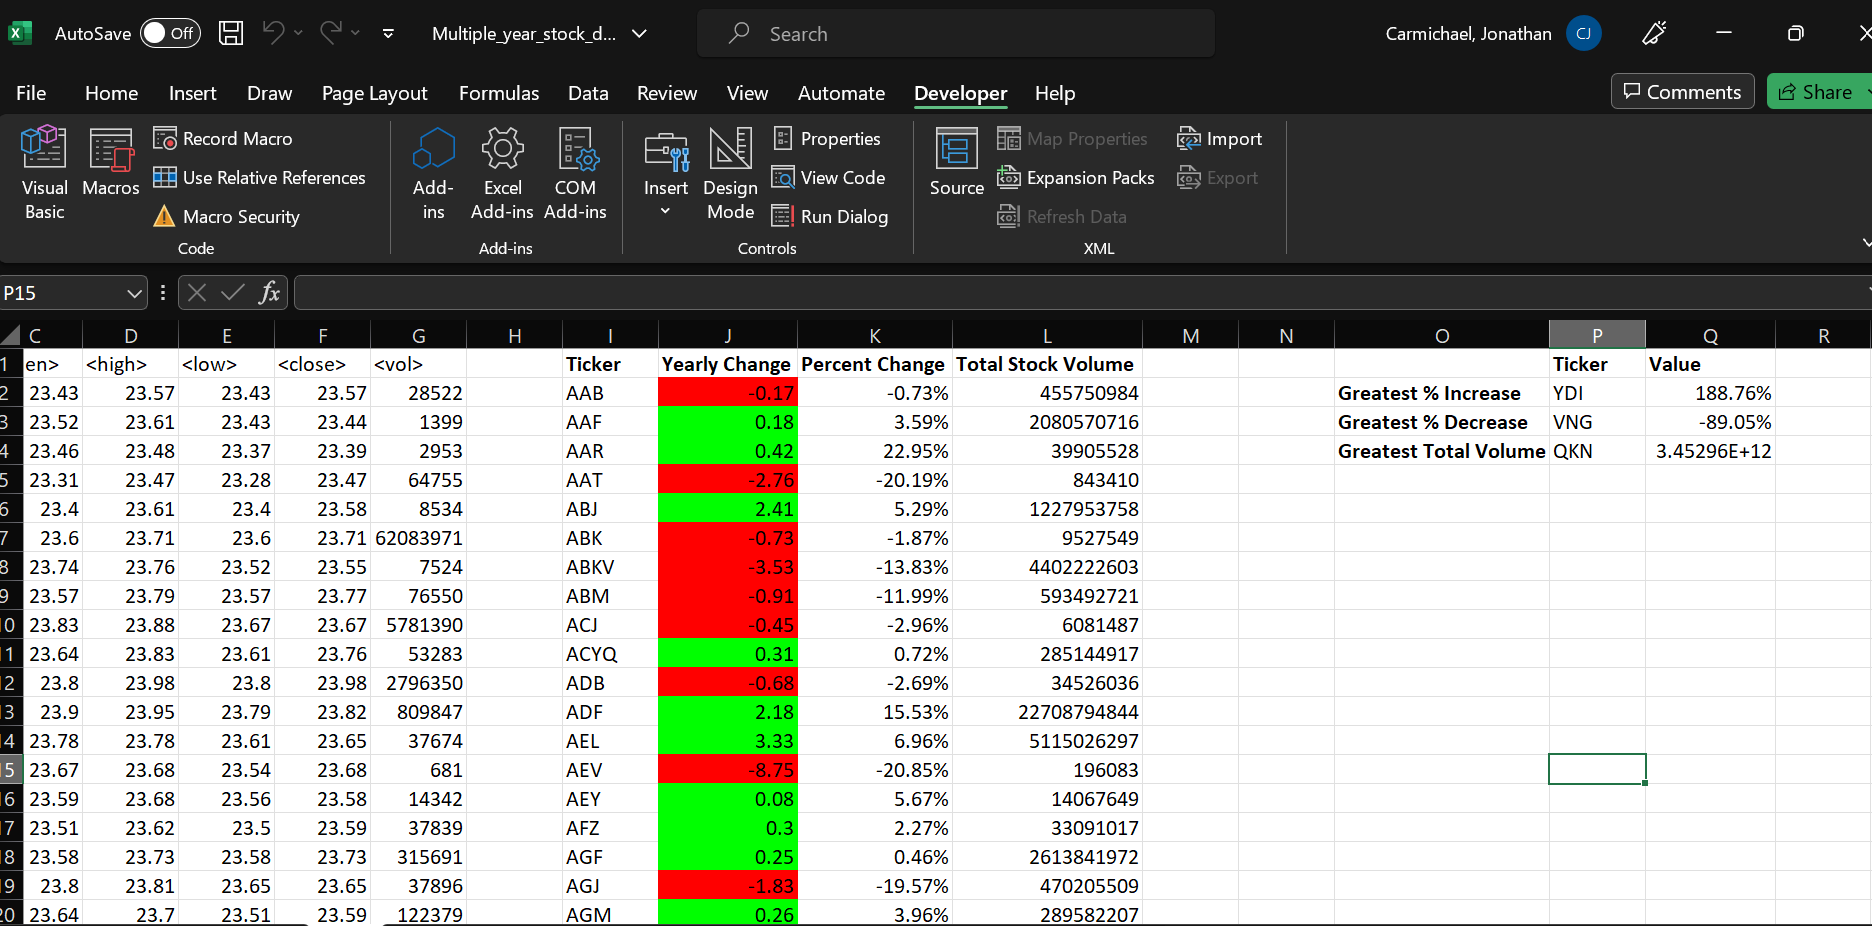 AutoSave Off Multiple_year_stock_d... Search Carmichael, Jonathan CJ
File Home Insert Draw Page Layout Formulas Data Review View Automate Developer Help Comments Share
Visual Basic
Macros
Record Macro
Use Relative References
Macro Security
Code
Add-ins
Excel Add-ins
COM Add-ins
Add-ins
Insert
Design Mode
Properties
View Code
Run Dialog
Controls
Source
Map Properties
Expansion Packs
Refresh Data
Import
Export
XML
P15 fx
C D E F G H I J K L M N O P Q R
1 en> <high> <low> <close> <vol> Ticker Yearly Change Percent Change Total Stock Volume Ticker Value
2 23.43 23.57 23.43 23.57 28522 AAB -0.17 -0.73% 455750984 Greatest % Increase YDI 188.76%
3 23.52 23.61 23.43 23.44 1399 AAF 0.18 3.59% 2080570716 Greatest % Decrease VNG -89.05%
4 23.46 23.48 23.37 23.39 2953 AAR 0.42 22.95% 39905528 Greatest Total Volume QKN 3.45296E+12
5 23.31 23.47 23.28 23.47 64755 AAT -2.76 -20.19% 843410
6 23.4 23.61 23.4 23.58 8534 ABJ 2.41 5.29% 1227953758
7 23.6 23.71 23.6 23.71 62083971 ABK -0.73 -1.87% 9527549
8 23.74 23.76 23.52 23.55 7524 ABKV -3.53 -13.83% 4402222603
9 23.57 23.79 23.57 23.77 76550 ABM -0.91 -11.99% 593492721
10 23.83 23.88 23.67 23.67 5781390 ACJ -0.45 -2.96% 6081487
11 23.64 23.83 23.61 23.76 53283 ACYQ 0.31 0.72% 285144917
12 23.8 23.98 23.8 23.98 2796350 ADB -0.68 -2.69% 34526036
13 23.9 23.95 23.79 23.82 809847 ADF 2.18 15.53% 22708794844
14 23.78 23.78 23.61 23.65 37674 AEL 3.33 6.96% 5115026297
15 23.67 23.68 23.54 23.68 681 AEV -8.75 -20.85% 196083
16 23.59 23.68 23.56 23.58 14342 AEY 0.08 5.67% 14067649
17 23.51 23.62 23.5 23.59 37839 AFZ 0.3 2.27% 33091017
18 23.58 23.73 23.58 23.73 315691 AGF 0.25 0.46% 2613841972
19 23.8 23.81 23.65 23.65 37896 AGJ -1.83 -19.57% 470205509
20 23.64 23.7 23.51 23.59 122379 AGM 0.26 3.96% 289582207